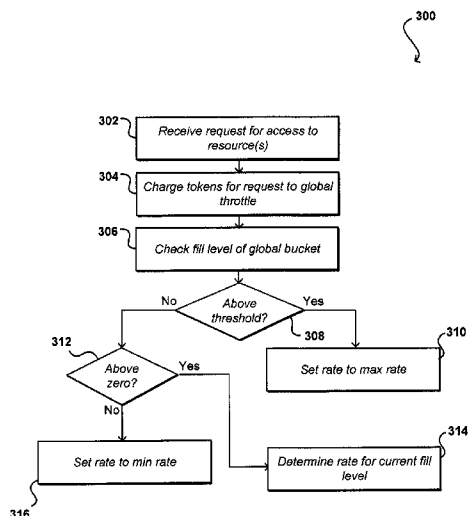 300
302
Receive request for access to
resource(s)
304
Charge tokens for request to global
throttle
306
Check fill level of global bucket
No
Above
threshold?
Yes
308
310
Set rate to max rate
312
Above
zero?
Yes
No
314
Determine rate for current fill
level
Set rate to min rate
316